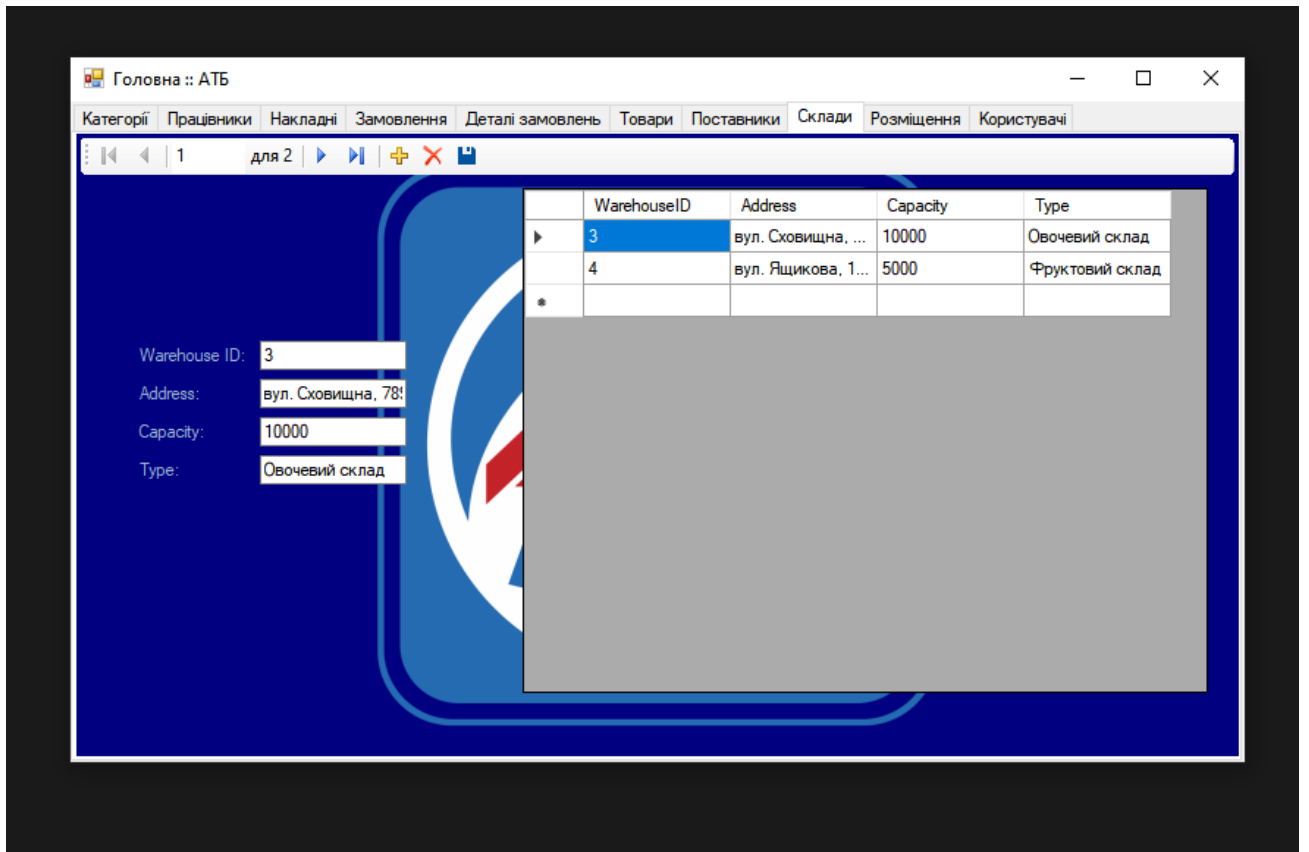 Головна :: АТБ
Категорії Працівники Накладні Замовлення Деталі замовлень Товари Поставники Склади Розміщення Користувачі
1 для 2
WarehouseID Address Capacity Type
3 вул. Сховищна, ... 10000 Овочевий склад
4 вул. Ящикова, 1... 5000 Фруктовий склад
Warehouse ID: 3
Address: вул. Сховищна, 789
Capacity: 10000
Type: Овочевий склад